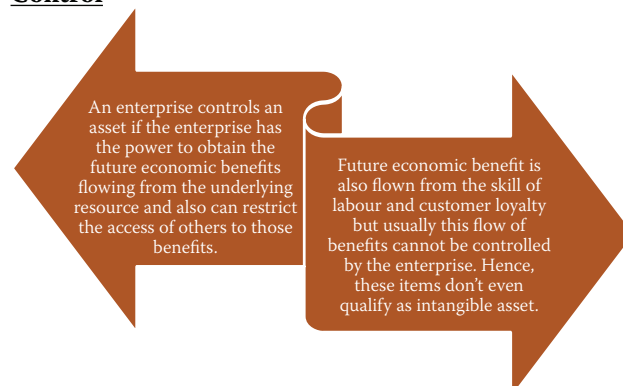 Control
An enterprise controls an
asset if the enterprise has
the power to obtain the
future economic benefits
flowing from the underlying
resource and also can restrict
the access of others to those
benefits.
Future economic benefit is
also flown from the skill of
labour and customer loyalty
but usually this flow of
benefits cannot be controlled
by the enterprise. Hence,
these items don't even
qualify as intangible asset.